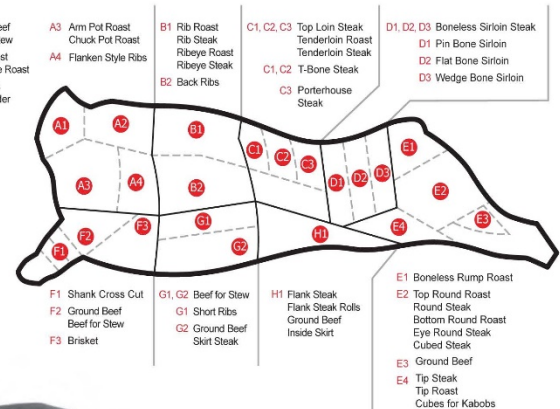 A3 Arm Pot Roast
Chuck Pot Roast
A4 Flanken Style Ribs
B1 Rib Roast
Rib Steak
Ribeye Roast
Ribeye Steak
B2 Back Ribs
C1, C2, C3 Top Loin Steak
Tenderloin Roast
Tenderloin Steak
C1, C2 T-Bone Steak
C3 Porterhouse
Steak
D1, D2, D3 Boneless Sirloin Steak
D1 Pin Bone Sirloin
D2 Flat Bone Sirloin
D3 Wedge Bone Sirloin
Roast
A1
A2
A3
A4
B1
B2
C1
C2
C3
D1
D2
D3
E1
E2
E3
E4
F1
F2
F3
G1
G2
H1
F1 Shank Cross Cut
F2 Ground Beef
Beef for Stew
F3 Brisket
G1, G2 Beef for Stew
G1 Short Ribs
G2 Ground Beef
Skirt Steak
H1 Flank Steak
Flank Steak Rolls
Ground Beef
Inside Skirt
E1 Boneless Rump Roast
E2 Top Round Roast
Round Steak
Bottom Round Roast
Eye Round Steak
Cubed Steak
E3 Ground Beef
E4 Tip Steak
Tip Roast
Cubes for Kabobs